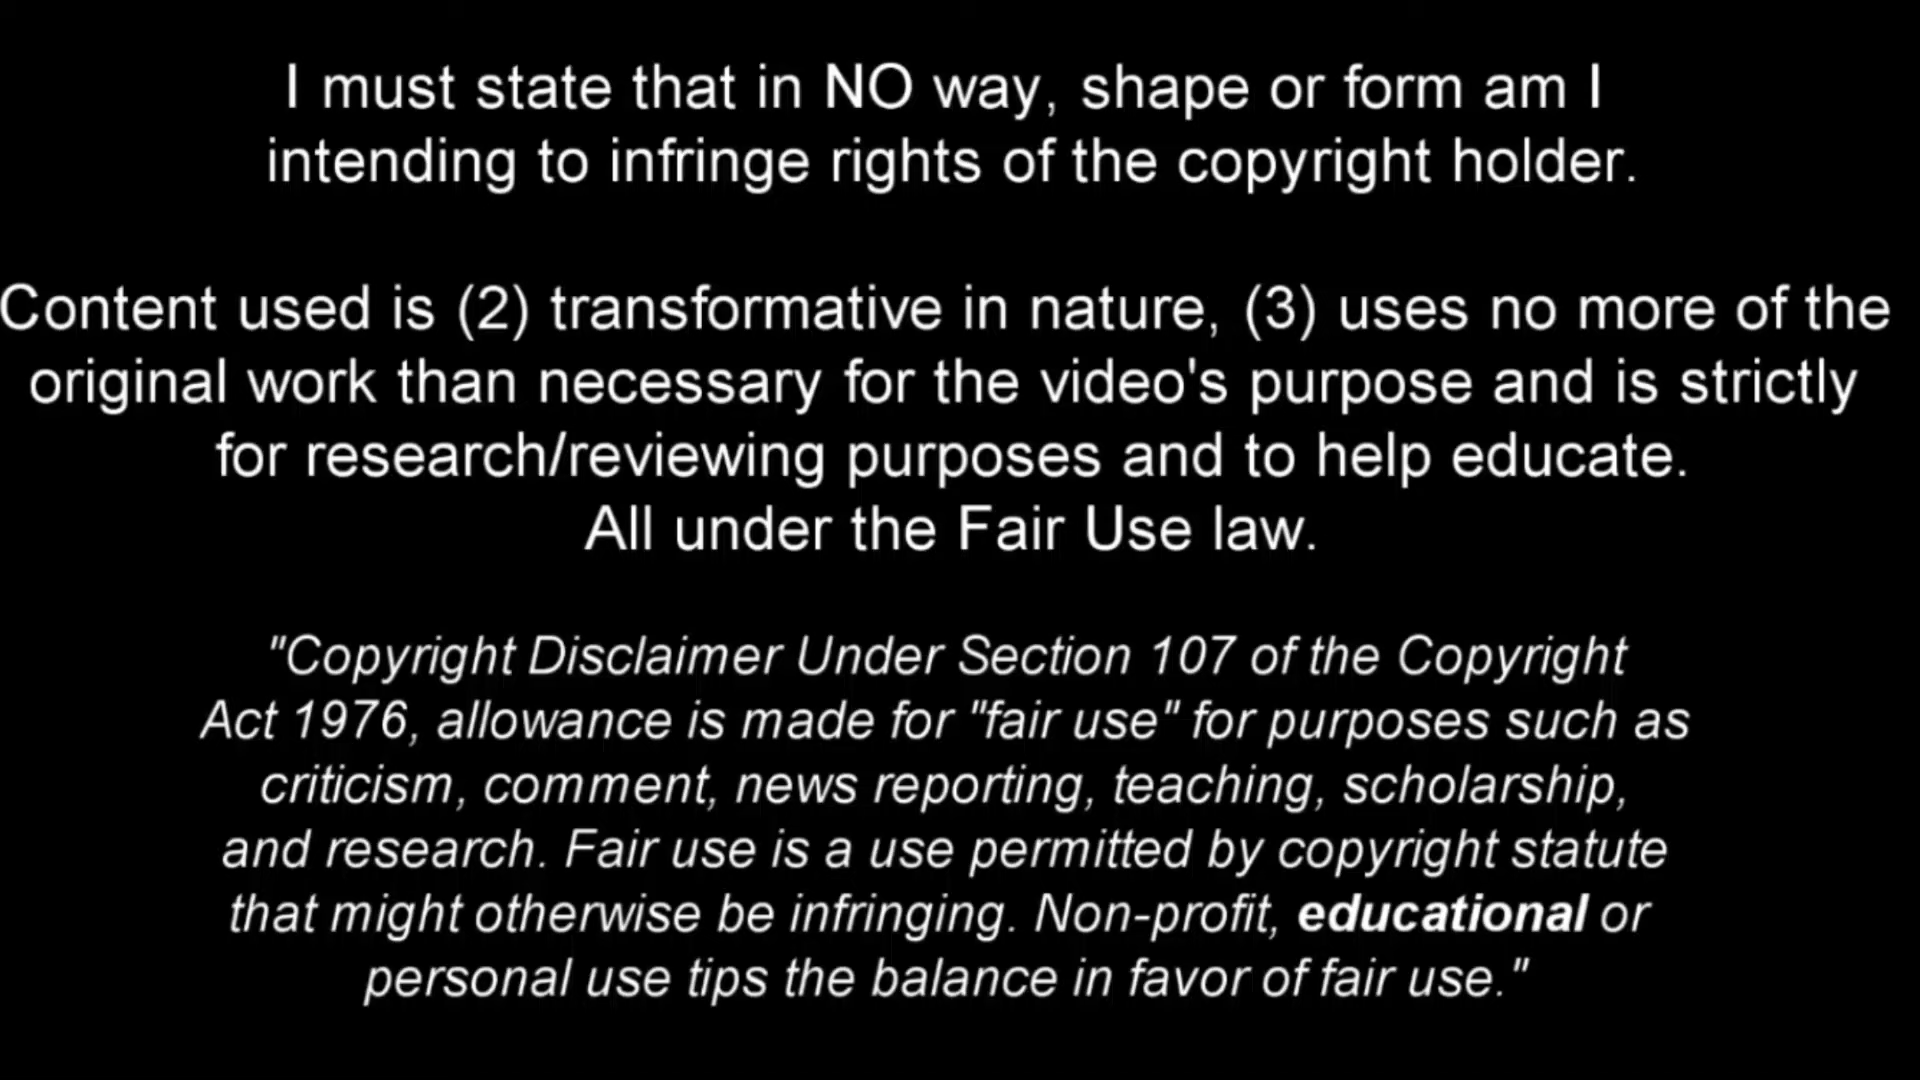 I must state that in NO way, shape or form am I
intending to infringe rights of the copyright holder.
Content used is (2) transformative in nature, (3) uses no more of the
original work than necessary for the video's purpose and is strictly
for research/reviewing purposes and to help educate.
All under the Fair Use law.
"Copyright Disclaimer Under Section 107 of the Copyright
Act 1976, allowance is made for "fair use" for purposes such as
criticism, comment, news reporting, teaching, scholarship,
and research. Fair use is a use permitted by copyright statute
that might otherwise be infringing. Non-profit, educational or
personal use tips the balance in favor of fair use."